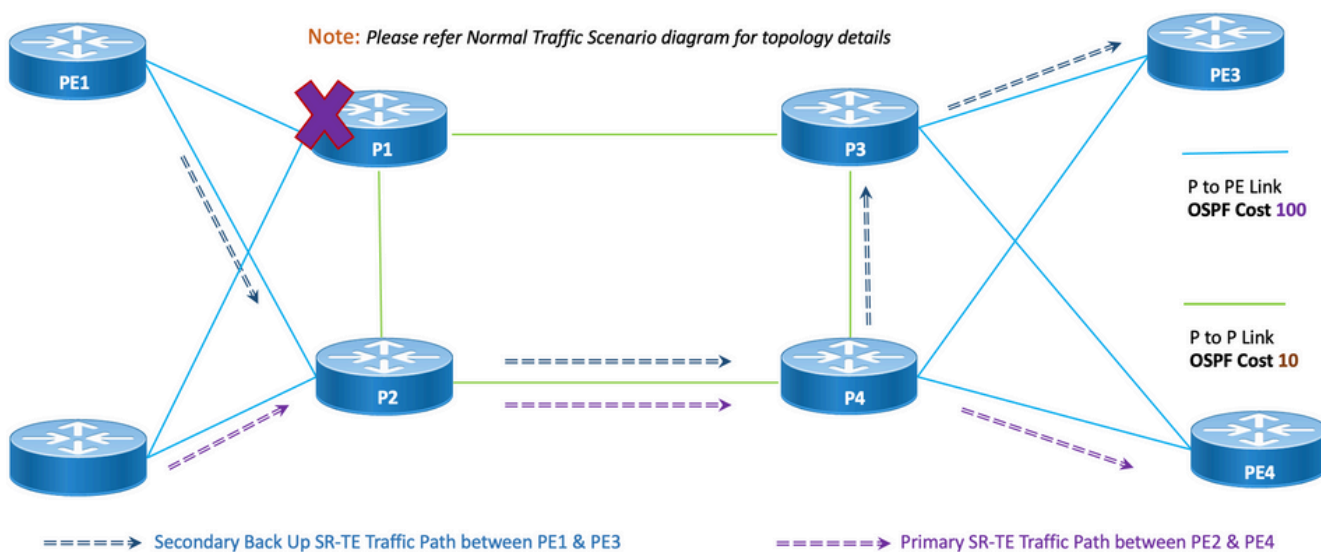 PE1
Note: Please refer Normal Traffic Scenario diagram for topology details
PE3
P1
P3
P to PE Link
OSPF Cost 100
P2
P4
P to P Link
OSPF Cost 10
PE4
Secondary Back Up SR-TE Traffic Path between PE1 & PE3
Primary SR-TE Traffic Path between PE2 & PE4